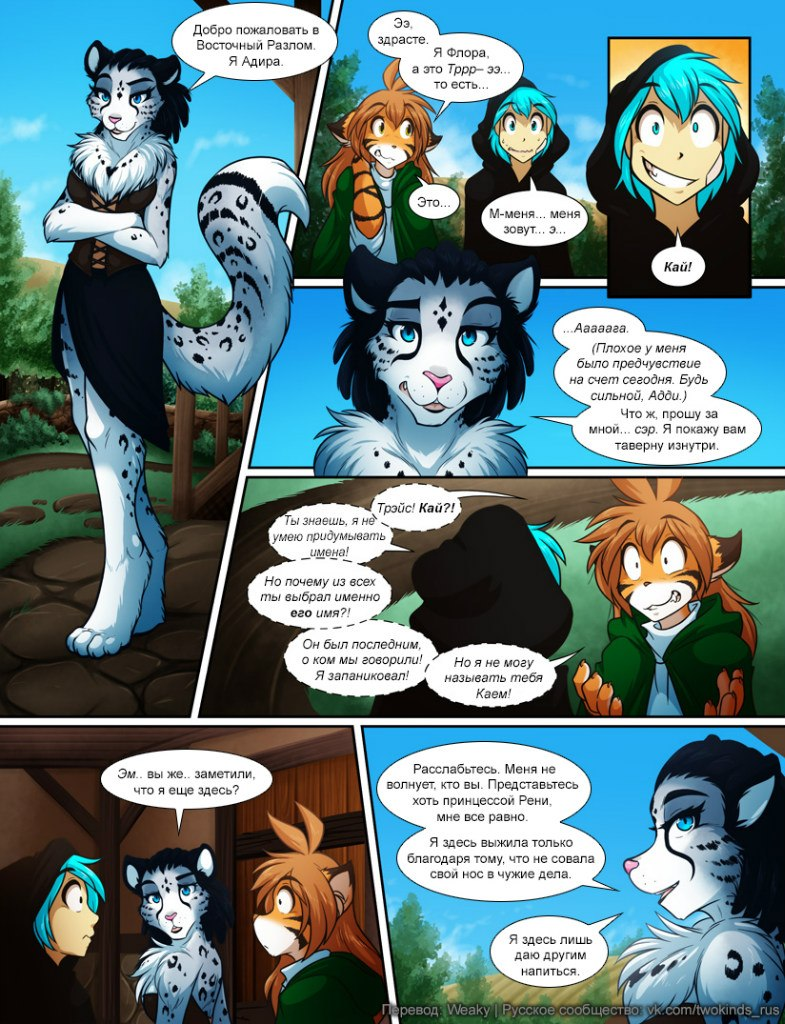 Добро пожаловать в
Восточный Разлом.
Я Адира.
Ээ,
здрасте.
Я Флора,
а это Тррр– ээ...
то есть...
Это...
М-меня... меня
зовут... э...
Кай!
...Ааааага.
(Плохое у меня
было предчувствие
на счет сегодня. Будь
сильной, Адди.)
Что ж, прошу за
мной... сэр. Я покажу вам
таверну изнутри.
Трэйс! Кай?!
Ты знаешь, я не
умею придумывать
имена!
Но почему из всех
ты выбрал именно
его имя?!
Он был последним,
о ком мы говорили!
Я запаниковал!
Но я не могу
называть тебя
Каем!
Эм.. вы же.. заметили,
что я еще здесь?
Расслабьтесь. Меня не
волнует, кто вы. Представьтесь
хоть принцессой Рени,
мне все равно.
Я здесь выжила только
благодаря тому, что не совала
свой нос в чужие дела.
Я здесь лишь
даю другим
напиться.
Перевод: Weaky | Русское сообщество: vk.com/twokinds_rus